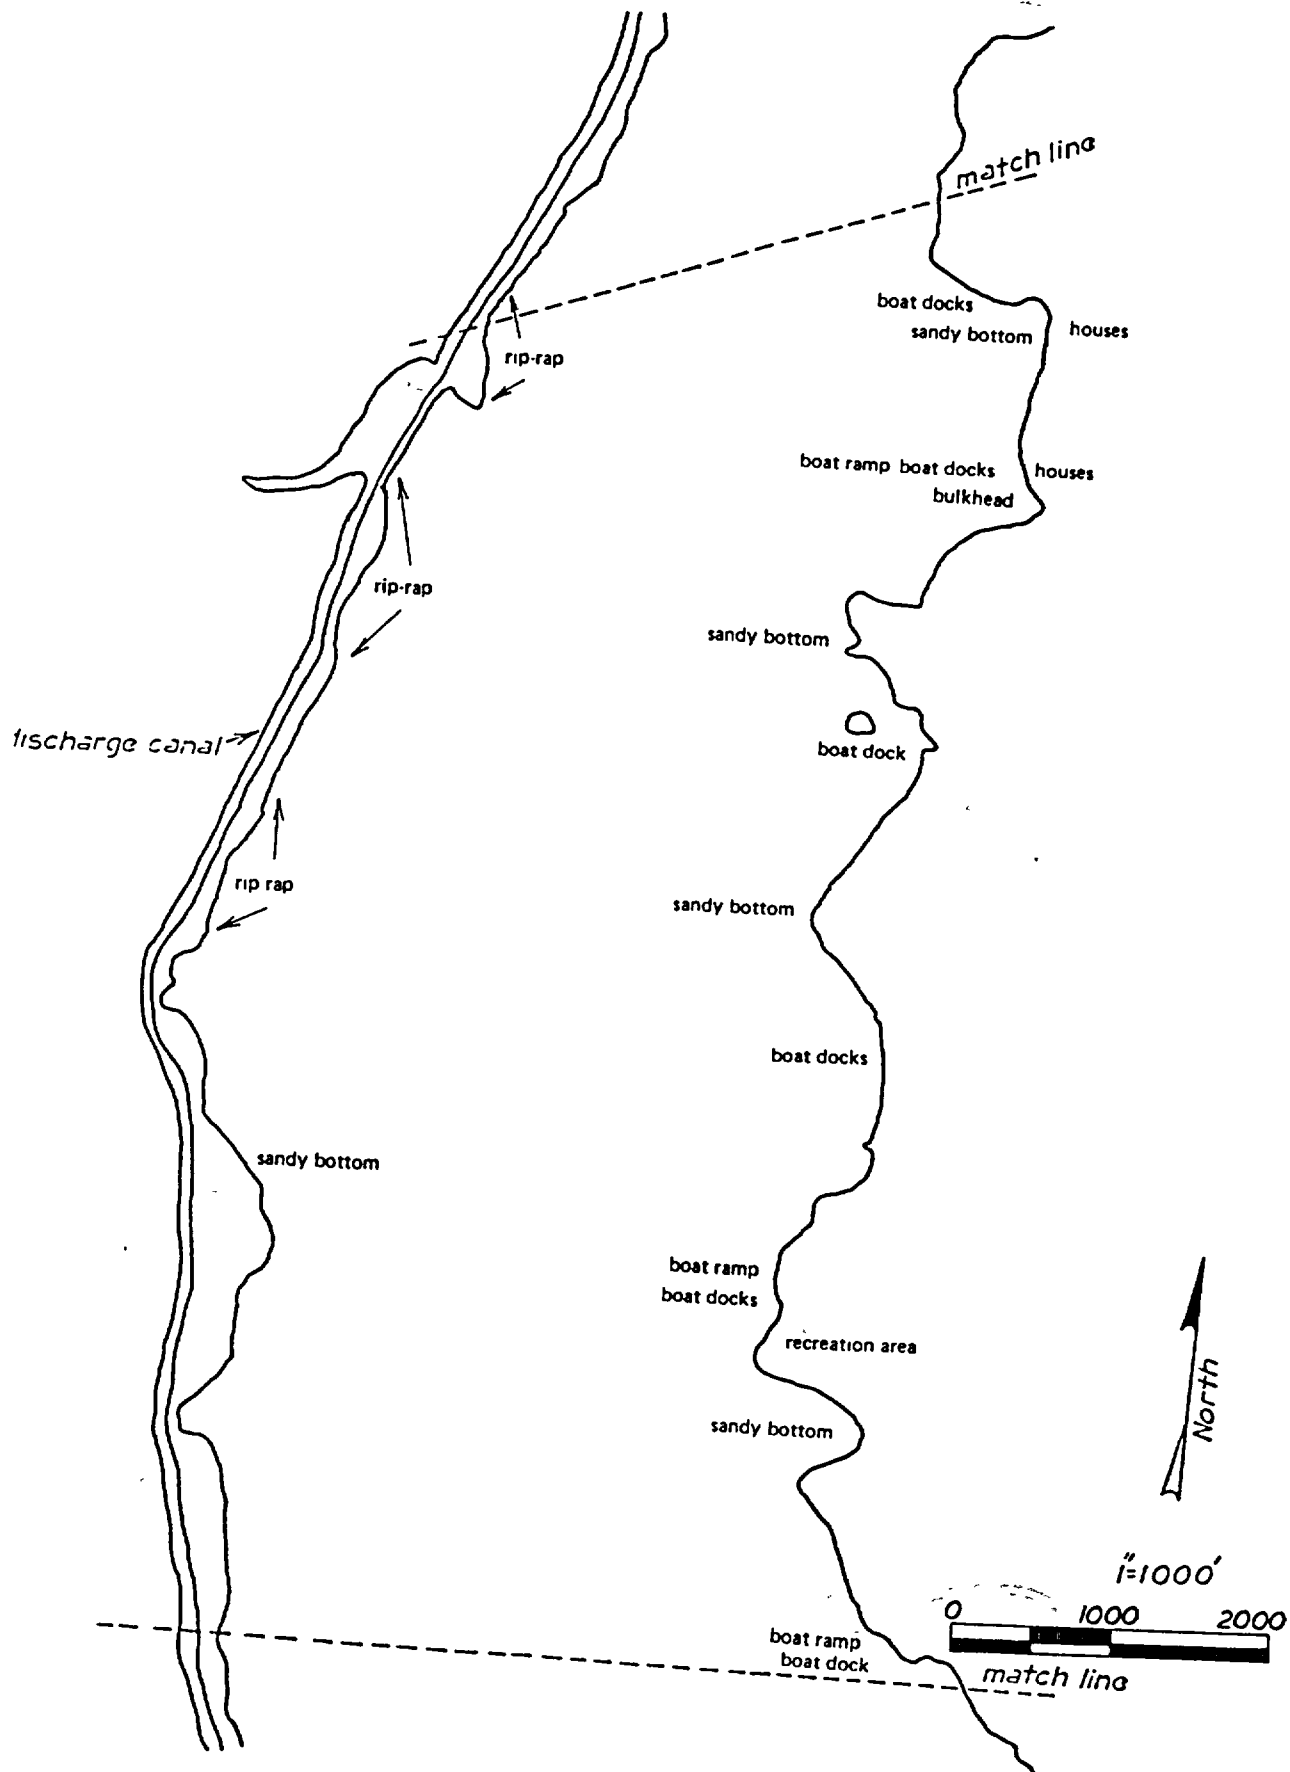 match line
boat docks
sandy bottom
houses
rip-rap
boat ramp boat docks
houses
bulkhead
rip-rap
sandy bottom
discharge canal
boat dock
rip rap
sandy bottom
boat docks
sandy bottom
boat ramp
boat docks
recreation area
sandy bottom
North
1"=1000'
0 1000 2000
boat ramp
boat dock
match line